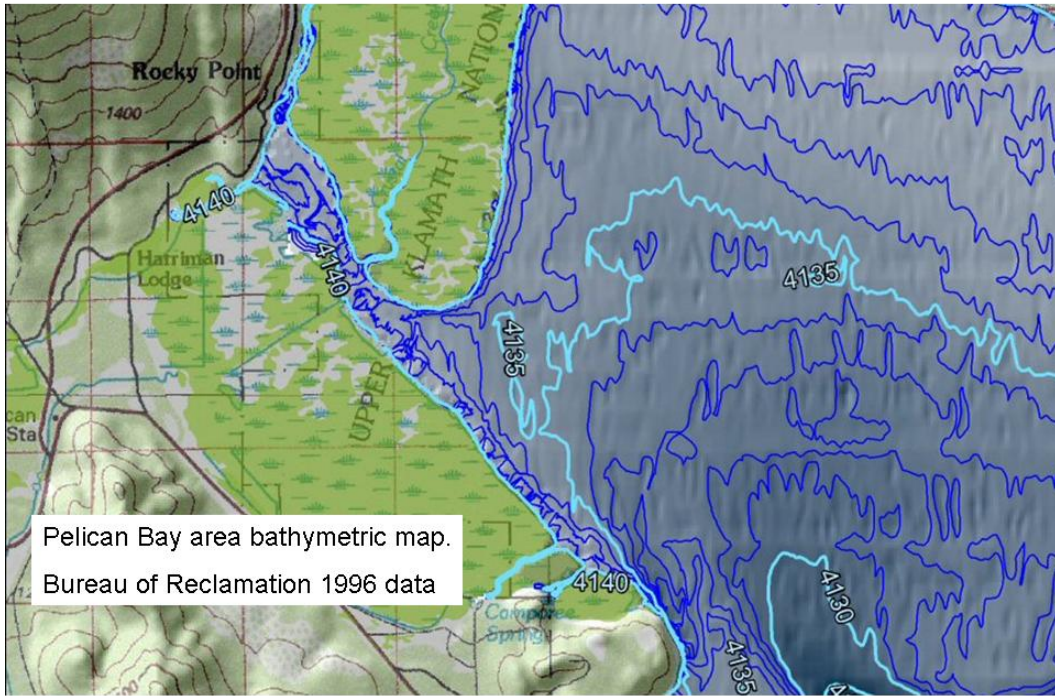 Rocky Point
1400
NATION
KLAMATH
4140
Harriman
Lodge
4140
4135
4135
UPPER
can
Sta
Pelican Bay area bathymetric map.
Bureau of Reclamation 1996 data
4140
Spring
4130
4135